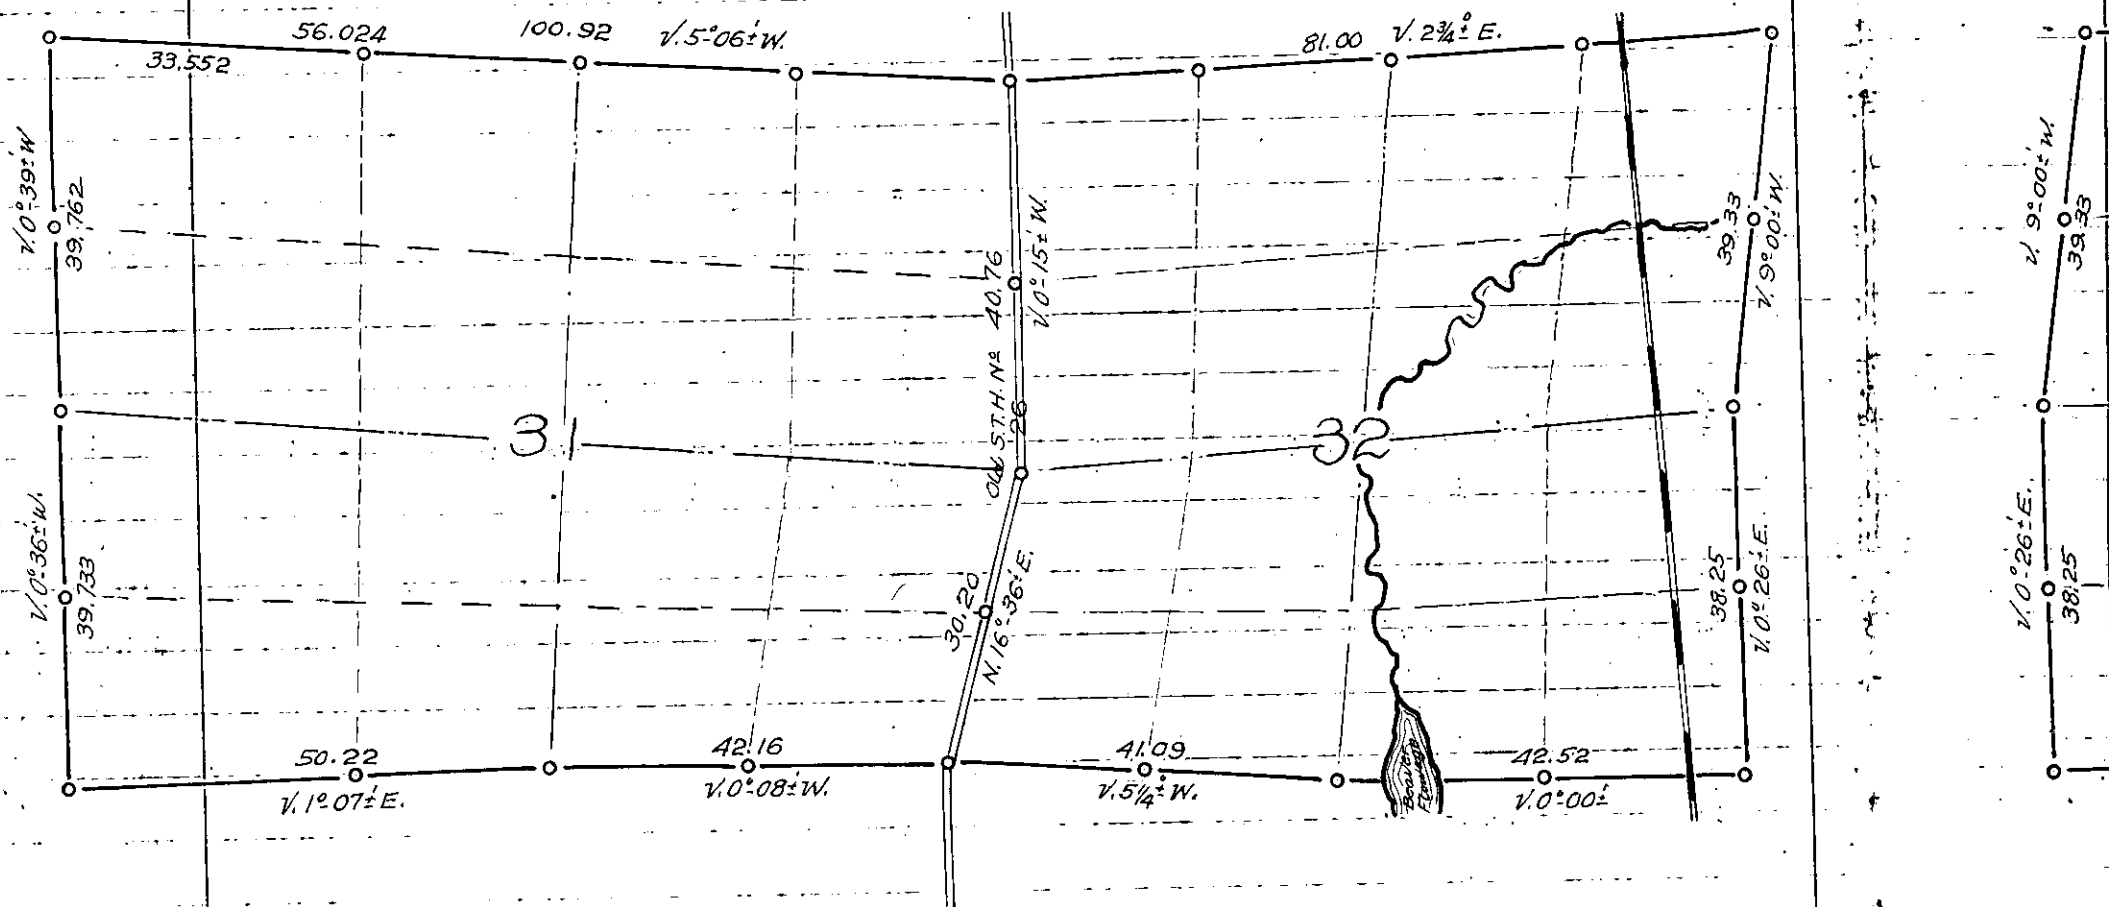 56.024
100.92
V. 5°-06'± W.
81.00
V. 2¾°± E.
33.552
V. 0°-39'± W
39.762
V. 0°-15'± W.
40.76
OLD S.T.H. Nº
26
39.33
V. 9°-00'± W.
V. 9°-00'± W.
39.33
31
32
V. 0°-36'± W.
39.733
30.20
N. 16°-36'± E.
38.25
V. 0°-26'± E.
V. 0°-26'± E.
38.25
50.22
V. 1°-07'± E.
42.16
V. 0°-08'± W.
41.09
V. 5¼°± W.
Beaver
Flowage
42.52
V. 0°-00'±